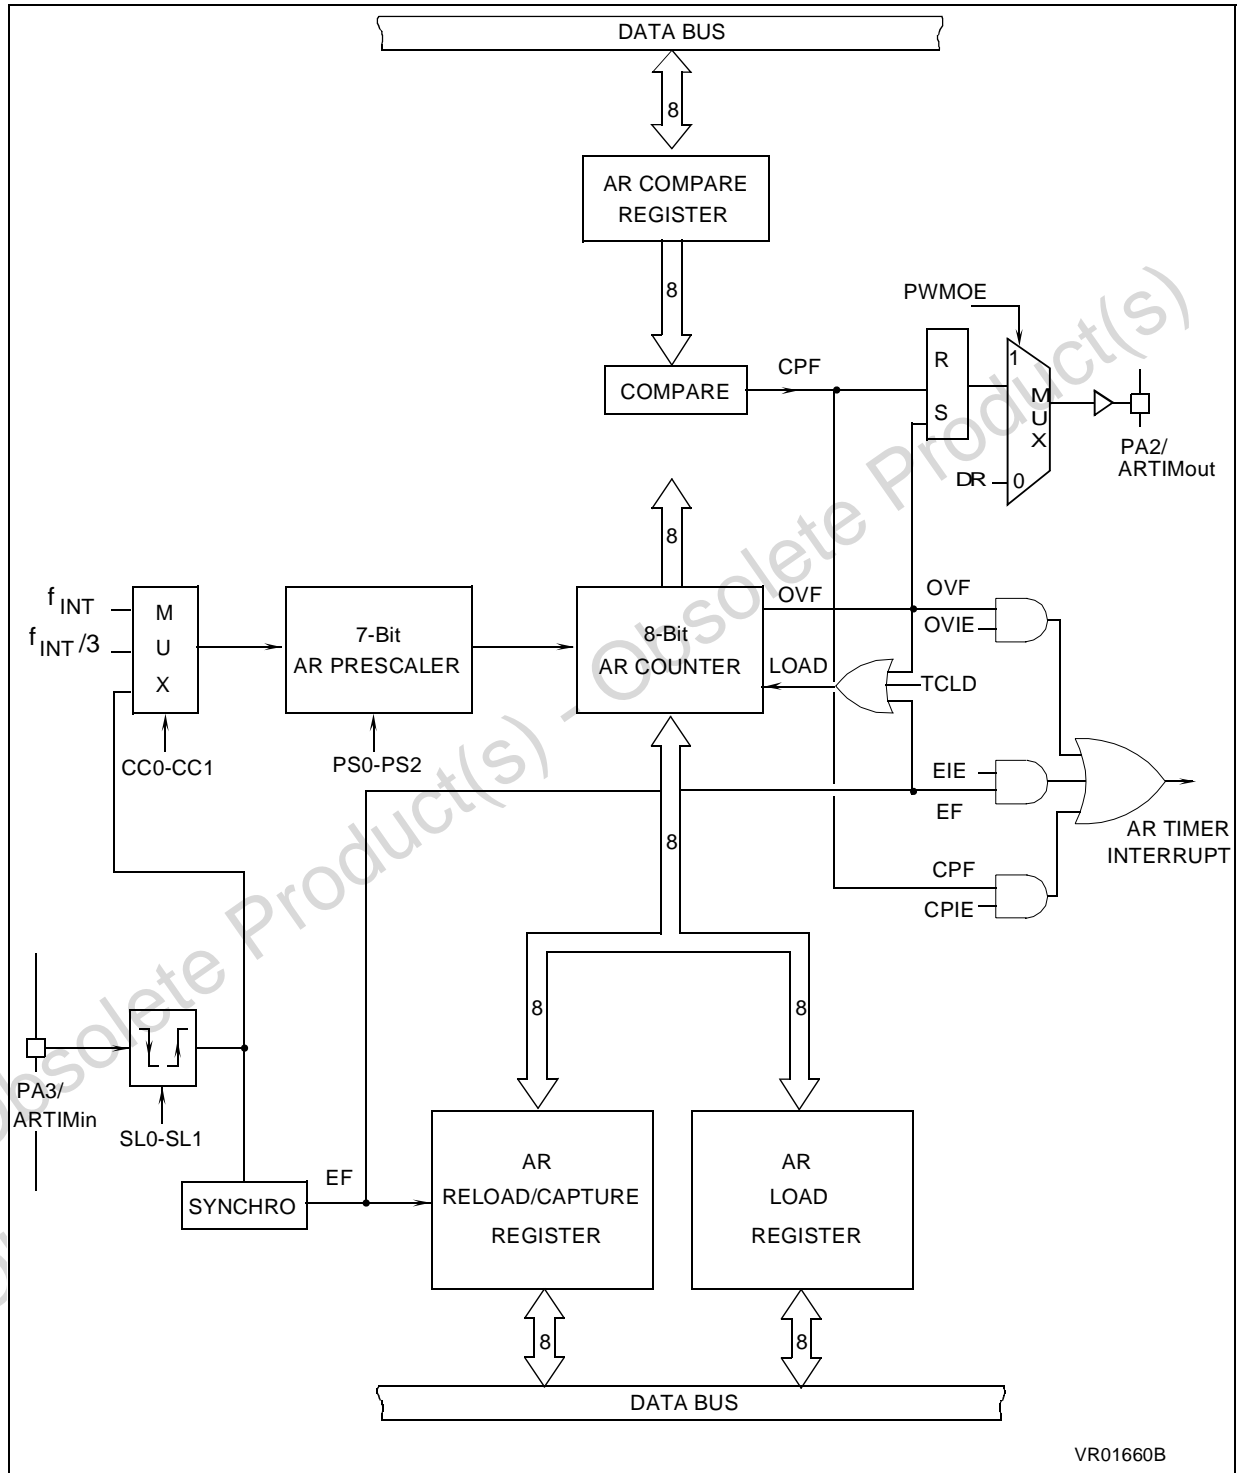 DATA BUS
8
AR COMPARE
REGISTER
8
PWMOE
CPF
COMPARE
R
S
1
M
U
X
DR
0
PA2/
ARTIMout
8
f INT
f INT /3
M
U
X
7-Bit
AR PRESCALER
8-Bit
AR COUNTER
OVF
OVF
OVIE
LOAD
TCLD
CC0-CC1
PS0-PS2
EIE
EF
AR TIMER
INTERRUPT
8
CPF
CPIE
8
8
PA3/
ARTIMin
SL0-SL1
SYNCHRO
EF
AR
RELOAD/CAPTURE
REGISTER
AR
LOAD
REGISTER
8
8
DATA BUS
VR01660B
Obsolete Product(s) - Obsolete Product(s)